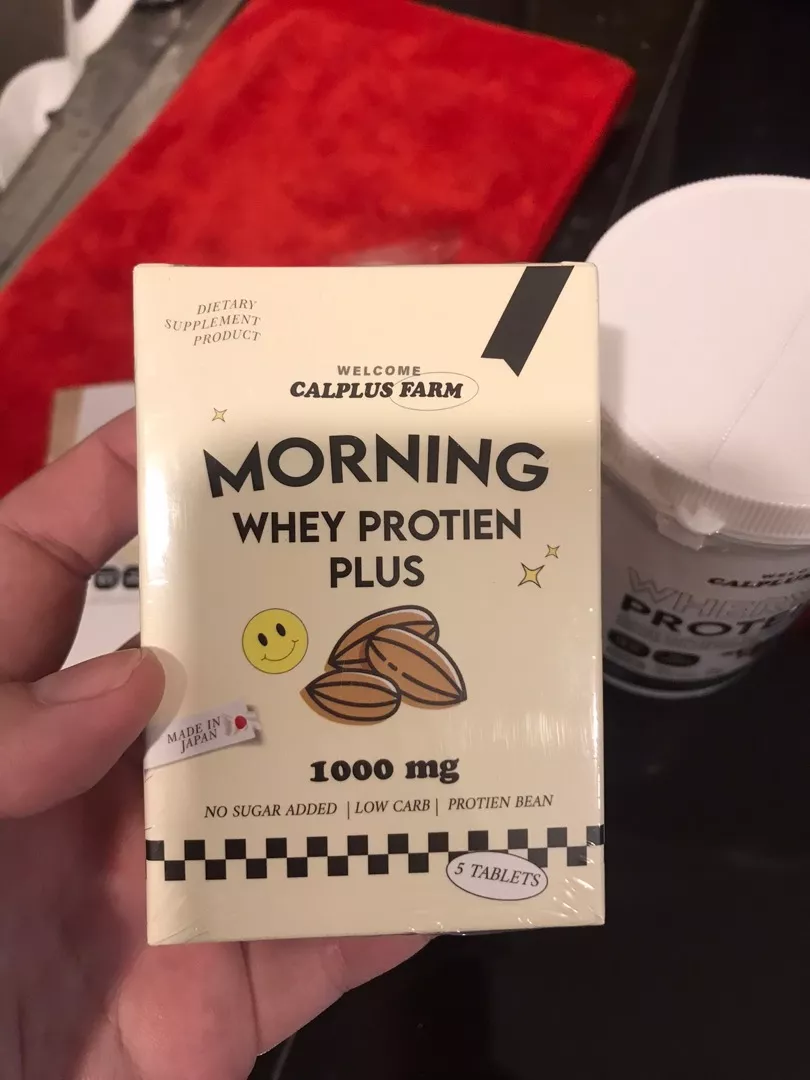 DIETARY
SUPPLEMENT
PRODUCT
WELCOME
CALPLUS FARM
MORNING
WHEY PROTIEN
PLUS
MADE IN
JAPAN
1000 mg
NO SUGAR ADDED | LOW CARB | PROTIEN BEAN
5 TABLETS